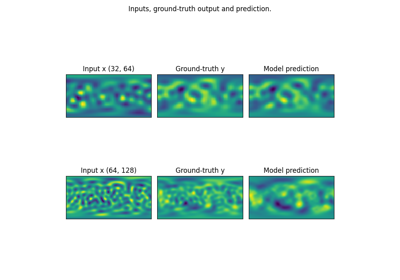 Inputs, ground-truth output and prediction.
Input x (32, 64)
Ground-truth y
Model prediction
Input x (64, 128)
Ground-truth y
Model prediction